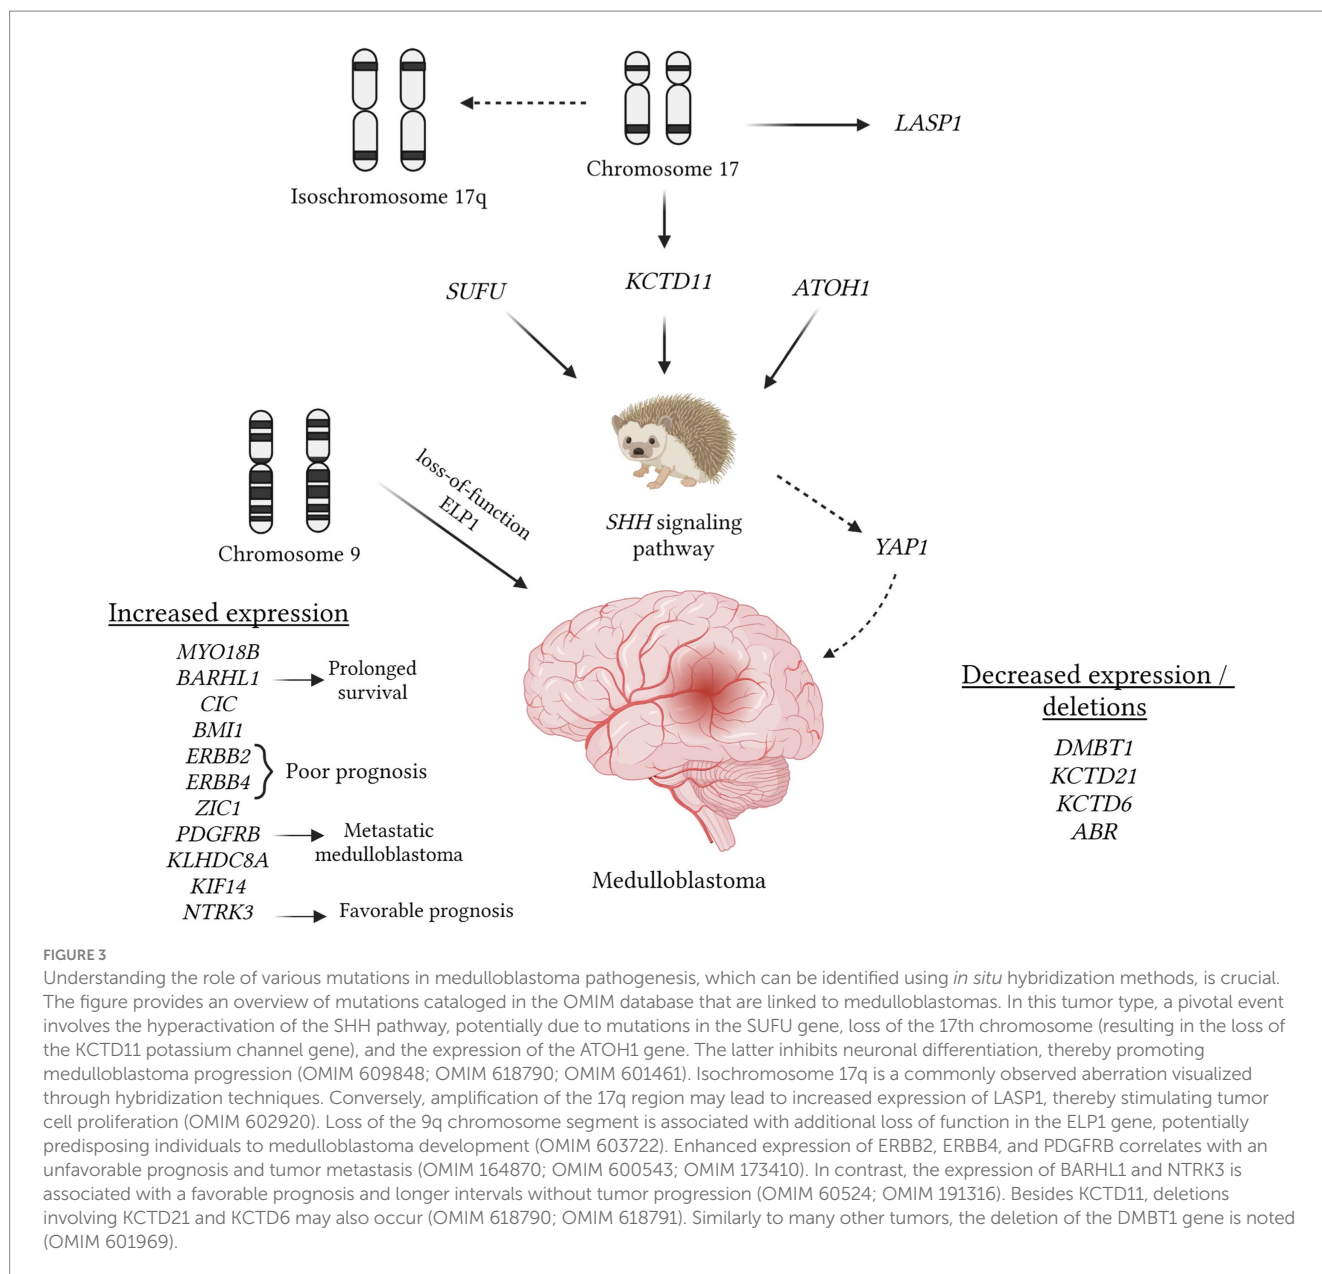 Isoschromosome 17q
Chromosome 17
LASP1
SUFU
KCTD11
ATOH1
Chromosome 9
loss-of-function
ELP1
SHH signaling
pathway
YAP1
Increased expression
MYO18B
BARHL1
Prolonged
survival
CIC
BMI1
ERBB2
ERBB4
Poor prognosis
ZIC1
PDGFRB
Metastatic
medulloblastoma
KLHDC8A
KIF14
NTRK3
Favorable prognosis
Medulloblastoma
Decreased expression /
deletions
DMBT1
KCTD21
KCTD6
ABR
FIGURE 3
Understanding the role of various mutations in medulloblastoma pathogenesis, which can be identified using in situ hybridization methods, is crucial.
The figure provides an overview of mutations cataloged in the OMIM database that are linked to medulloblastomas. In this tumor type, a pivotal event
involves the hyperactivation of the SHH pathway, potentially due to mutations in the SUFU gene, loss of the 17th chromosome (resulting in the loss of
the KCTD11 potassium channel gene), and the expression of the ATOH1 gene. The latter inhibits neuronal differentiation, thereby promoting
medulloblastoma progression (OMIM 609848; OMIM 618790; OMIM 601461). Isochromosome 17q is a commonly observed aberration visualized
through hybridization techniques. Conversely, amplification of the 17q region may lead to increased expression of LASP1, thereby stimulating tumor
cell proliferation (OMIM 602920). Loss of the 9q chromosome segment is associated with additional loss of function in the ELP1 gene, potentially
predisposing individuals to medulloblastoma development (OMIM 603722). Enhanced expression of ERBB2, ERBB4, and PDGFRB correlates with an
unfavorable prognosis and tumor metastasis (OMIM 164870; OMIM 600543; OMIM 173410). In contrast, the expression of BARHL1 and NTRK3 is
associated with a favorable prognosis and longer intervals without tumor progression (OMIM 60524; OMIM 191316). Besides KCTD11, deletions
involving KCTD21 and KCTD6 may also occur (OMIM 618790; OMIM 618791). Similarly to many other tumors, the deletion of the DMBT1 gene is noted
(OMIM 601969).